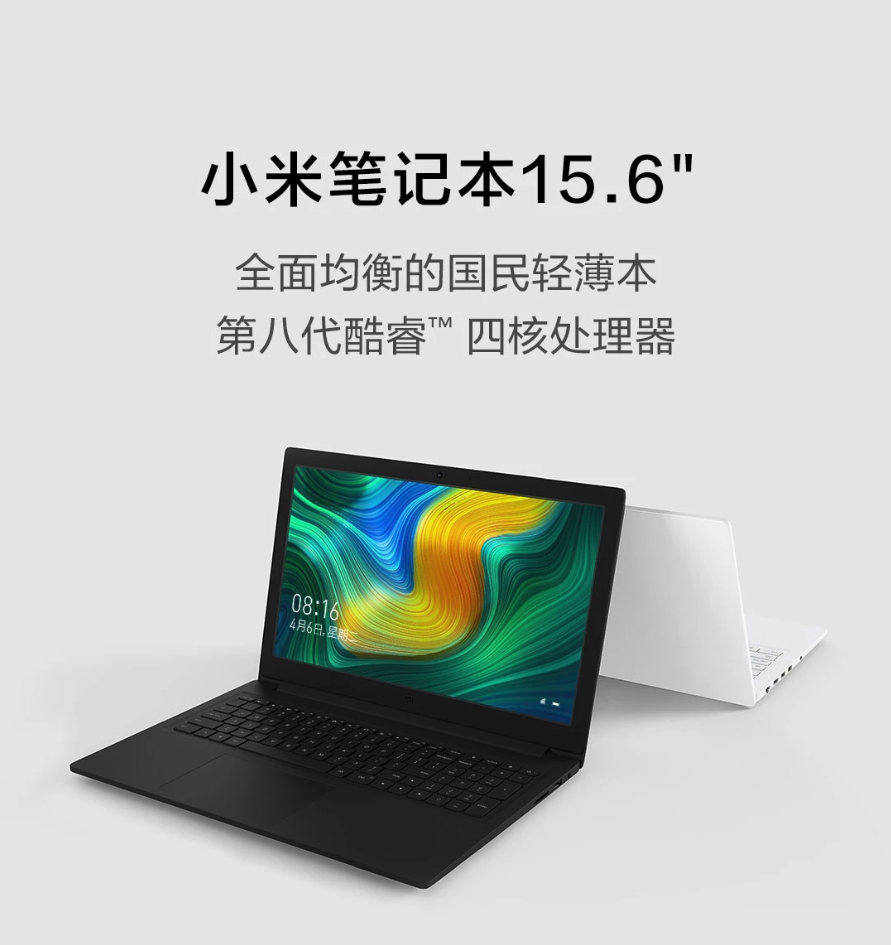 小米笔记本15.6"
全面均衡的国民轻薄本
第八代酷睿™ 四核处理器
08:16
4月6日, 星期二